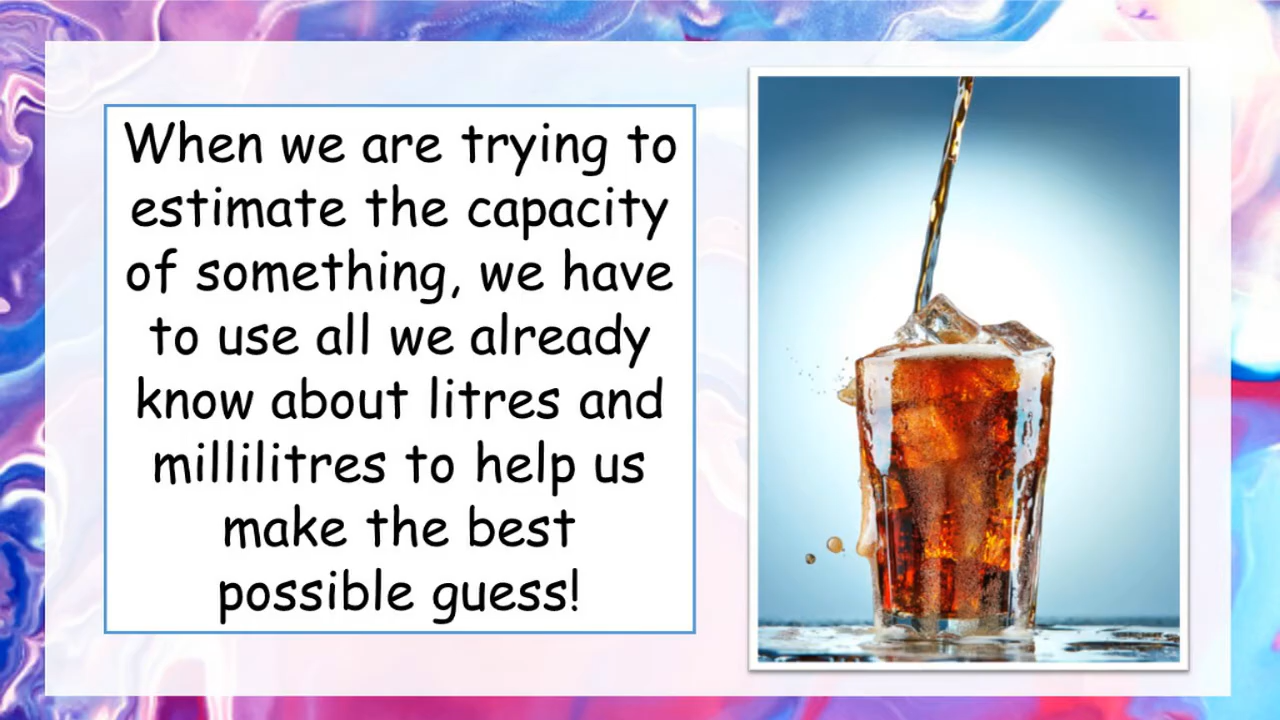 When we are trying to
estimate the capacity
of something, we have
to use all we already
know about litres and
millilitres to help us
make the best
possible guess!